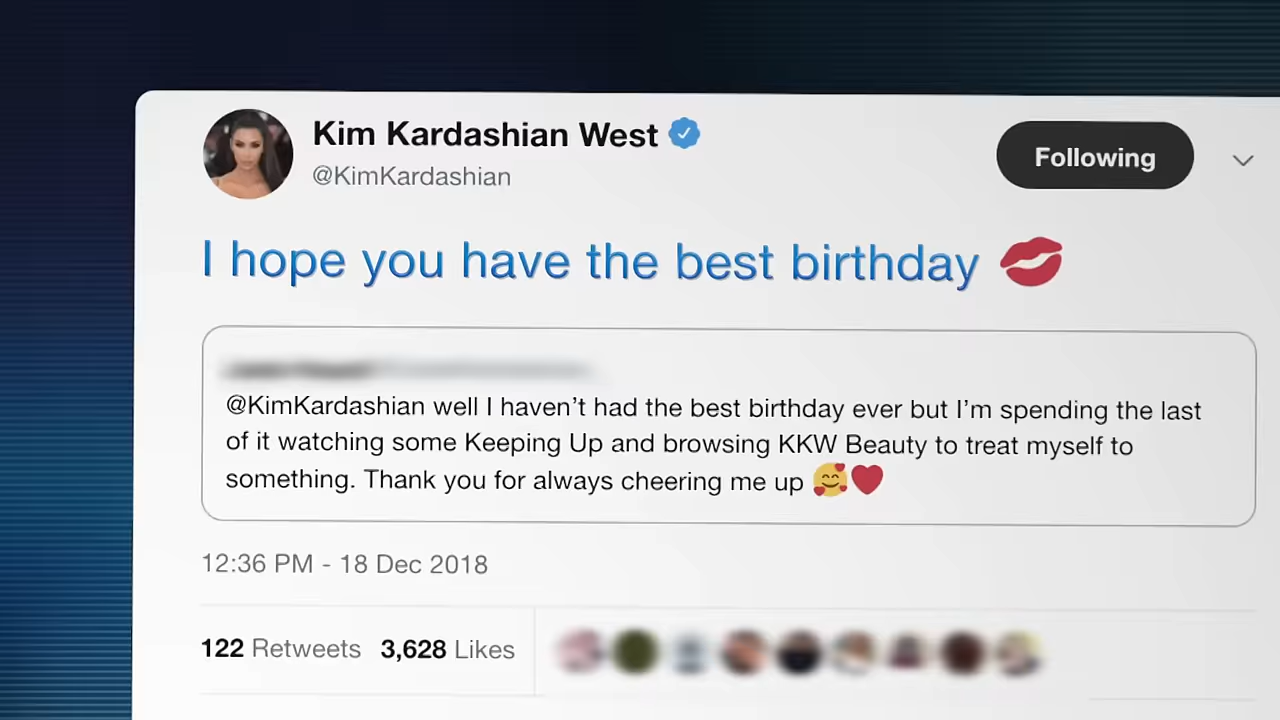 Kim Kardashian West
@KimKardashian
Following
I hope you have the best birthday 💋
@KimKardashian well I haven’t had the best birthday ever but I’m spending the last
of it watching some Keeping Up and browsing KKW Beauty to treat myself to
something. Thank you for always cheering me up 🥰❤️
12:36 PM - 18 Dec 2018
122 Retweets 3,628 Likes